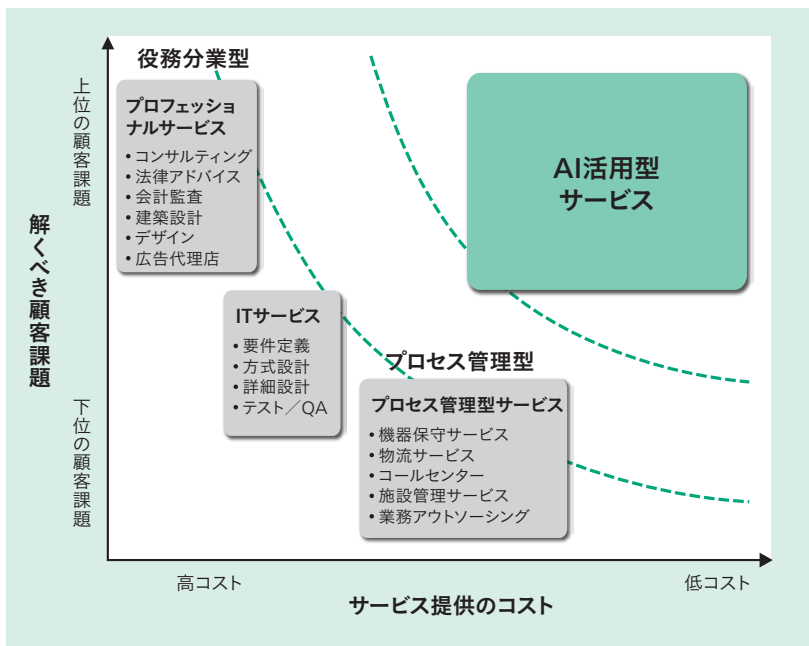 役務分業型
プロフェッショ
ナルサービス
•コンサルティング
•法律アドバイス
•会計監査
•建築設計
•デザイン
•広告代理店
AI活用型
サービス
ITサービス
•要件定義
•方式設計
•詳細設計
•テスト／QA
プロセス管理型
プロセス管理型サービス
•機器保守サービス
•物流サービス
•コールセンター
•施設管理サービス
•業務アウトソーシング
解くべき顧客課題
上位の顧客課題
下位の顧客課題
高コスト
低コスト
サービス提供のコスト